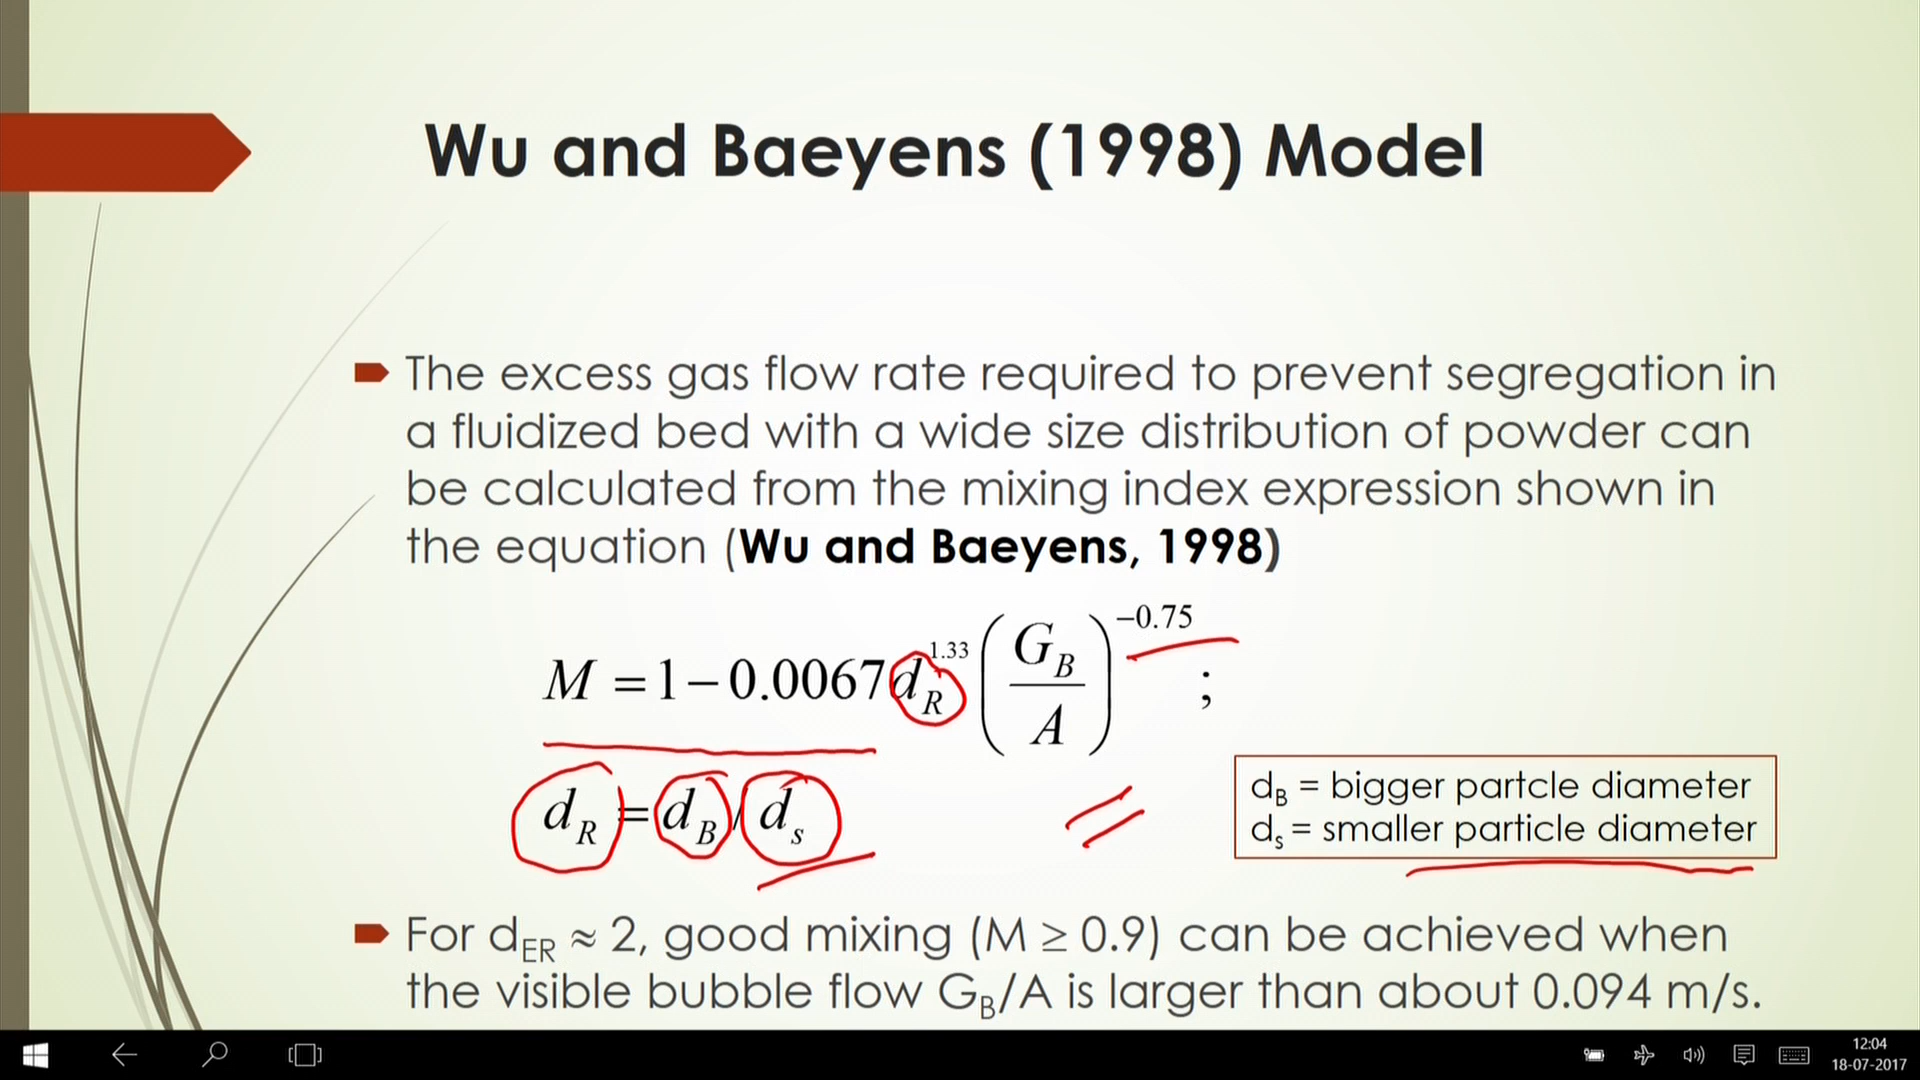 Wu and Baeyens (1998) Model
The excess gas flow rate required to prevent segregation in
a fluidized bed with a wide size distribution of powder can
be calculated from the mixing index expression shown in
the equation (Wu and Baeyens, 1998)
M = 1 − 0.0067 d_R^1.33 (G_B / A)^−0.75 ;
d_R = d_B / d_s
d_B = bigger partcle diameter
d_s = smaller particle diameter
For d_ER ≈ 2, good mixing (M ≥ 0.9) can be achieved when
the visible bubble flow G_B/A is larger than about 0.094 m/s.
12:04
18-07-2017